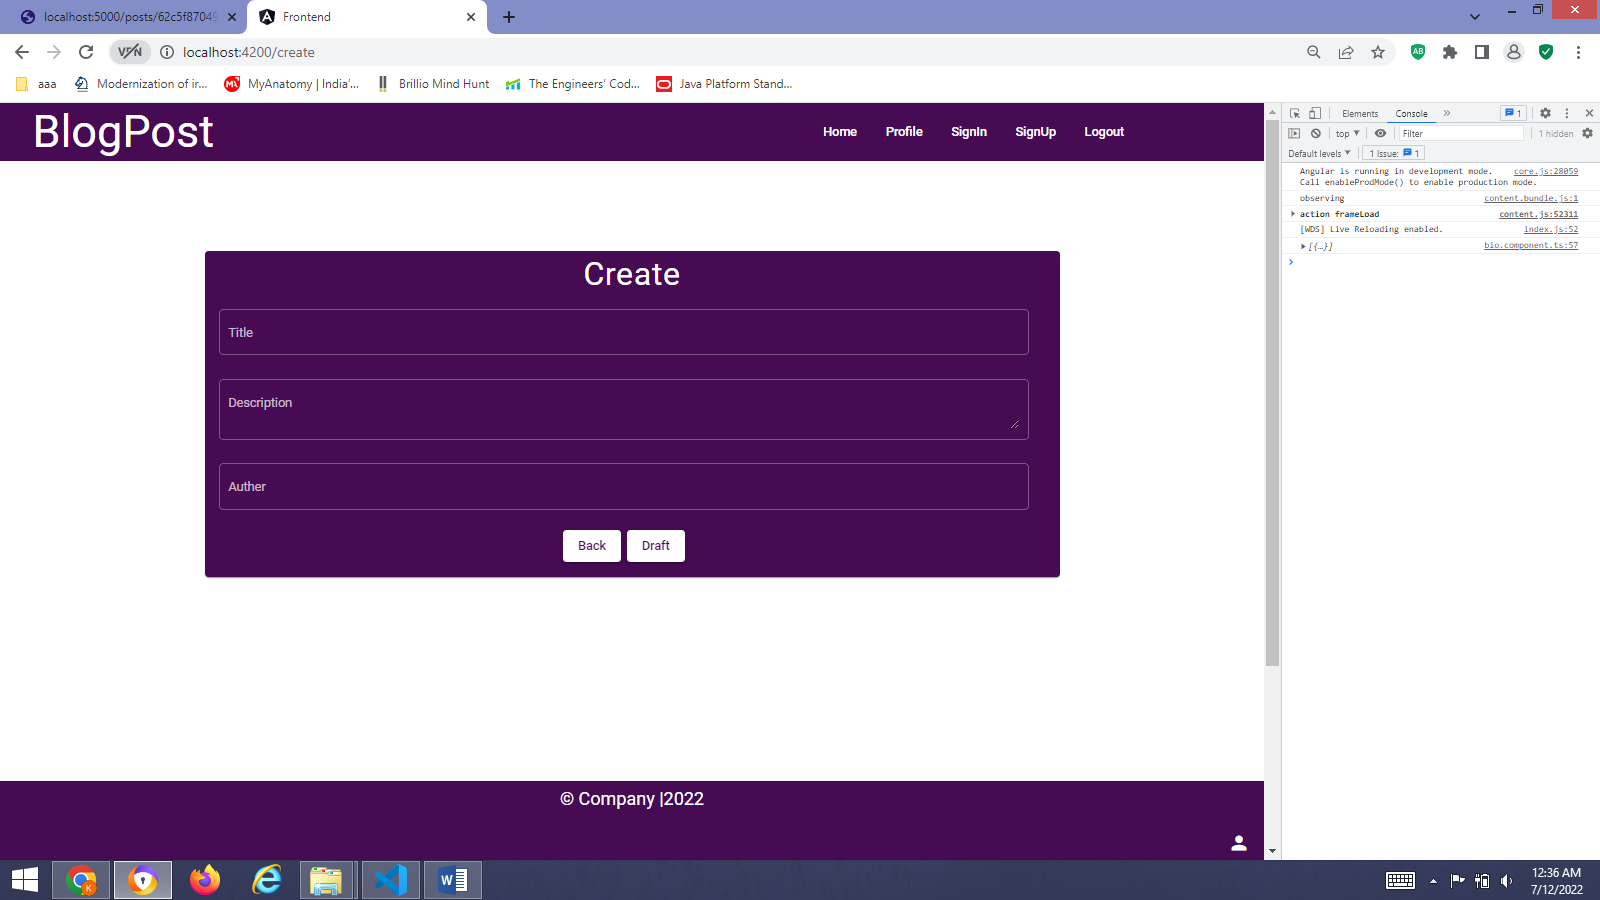 localhost:5000/posts/62c5f87049
Frontend
VPN
localhost:4200/create
aaa
Modernization of ir...
MyAnatomy | India'...
Brillio Mind Hunt
The Engineers' Cod...
Java Platform Stand...
BlogPost
Home
Profile
SignIn
SignUp
Logout
Create
Title
Description
Auther
Back
Draft
© Company |2022
Elements
Console
1
top
Filter
1 hidden
Default levels
1 Issue: 1
Angular is running in development mode. core.js:28059
Call enableProdMode() to enable production mode.
observing content.bundle.js:1
action frameLoad content.js:52311
[WDS] Live Reloading enabled. index.js:52
[{…}] bio.component.ts:57
12:36 AM
7/12/2022